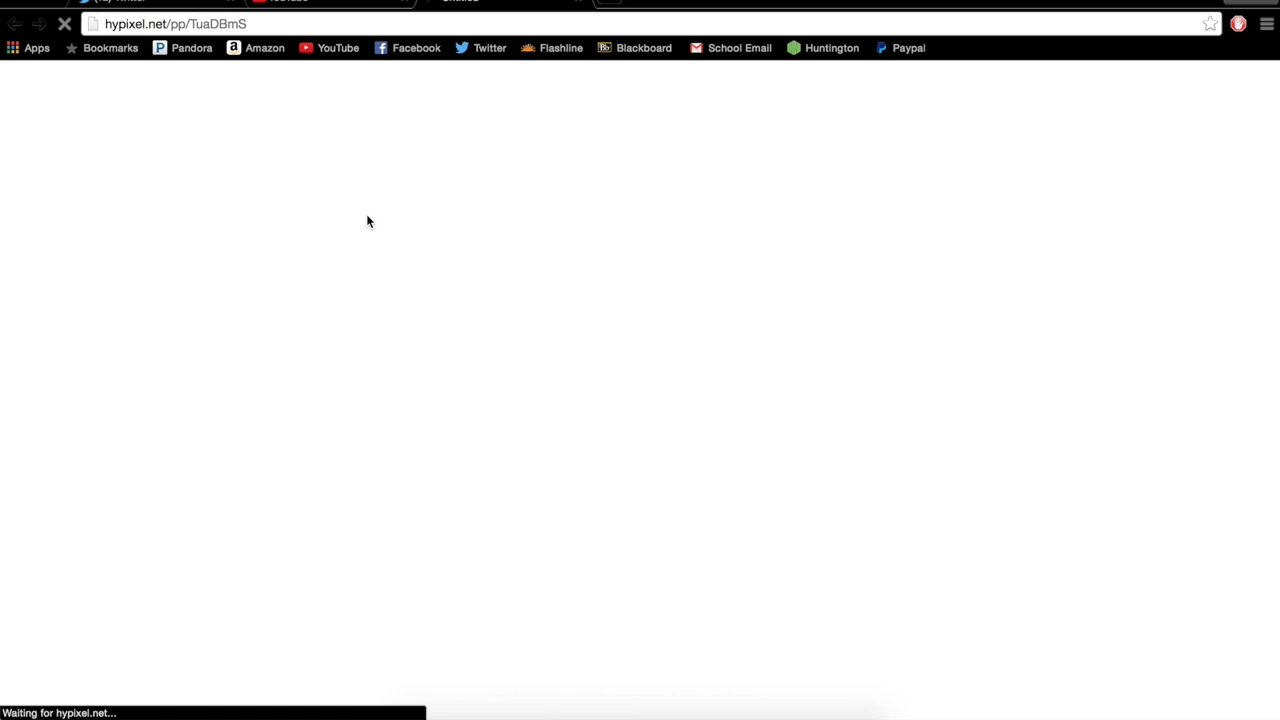 hypixel.net/pp/TuaDBmS
Apps Bookmarks Pandora Amazon YouTube Facebook Twitter Flashline Blackboard School Email Huntington Paypal
Waiting for hypixel.net...